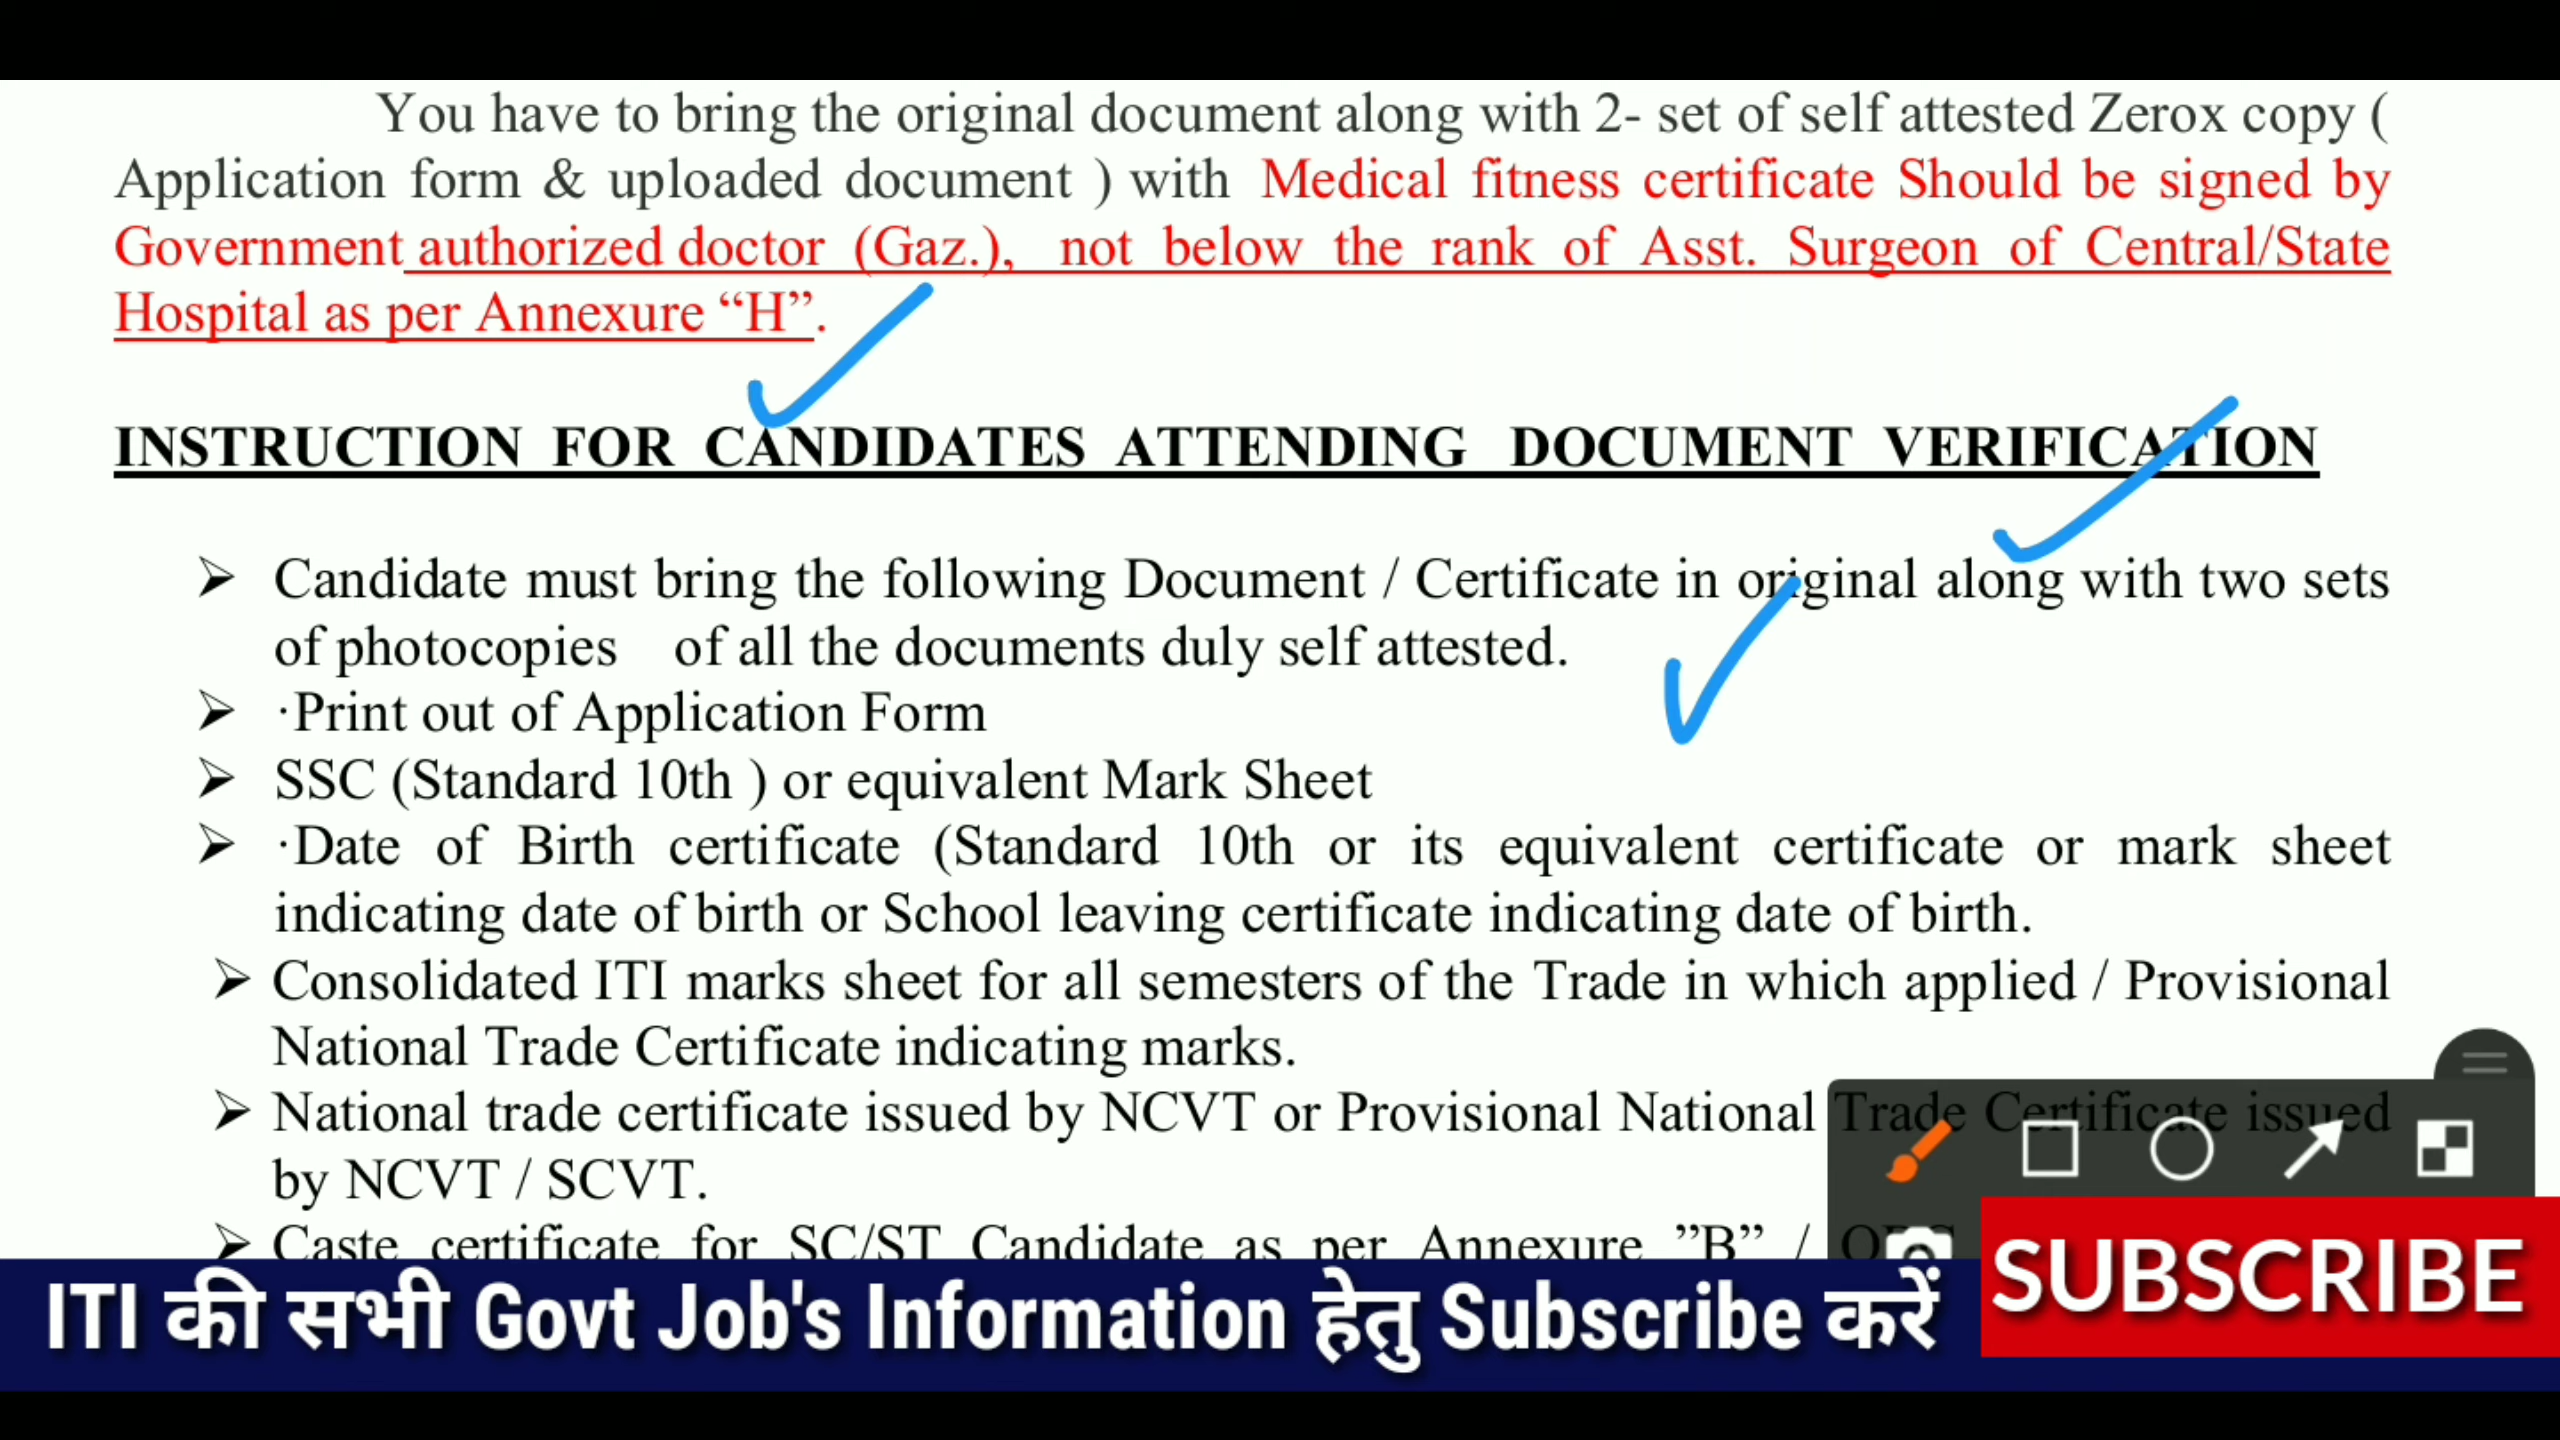 You have to bring the original document along with 2- set of self attested Zerox copy (
Application form & uploaded document ) with Medical fitness certificate Should be signed by
Government authorized doctor (Gaz.), not below the rank of Asst. Surgeon of Central/State
Hospital as per Annexure “H”.
INSTRUCTION FOR CANDIDATES ATTENDING DOCUMENT VERIFICATION
➢ Candidate must bring the following Document / Certificate in original along with two sets
of photocopies of all the documents duly self attested.
➢ ·Print out of Application Form
➢ SSC (Standard 10th ) or equivalent Mark Sheet
➢ ·Date of Birth certificate (Standard 10th or its equivalent certificate or mark sheet
indicating date of birth or School leaving certificate indicating date of birth.
➢ Consolidated ITI marks sheet for all semesters of the Trade in which applied / Provisional
National Trade Certificate indicating marks.
➢ National trade certificate issued by NCVT or Provisional National Trade Certificate issued
by NCVT / SCVT.
➢ Caste certificate for SC/ST Candidate as per Annexure ”B” /
ITI की सभी Govt Job's Information हेतु Subscribe करें
SUBSCRIBE